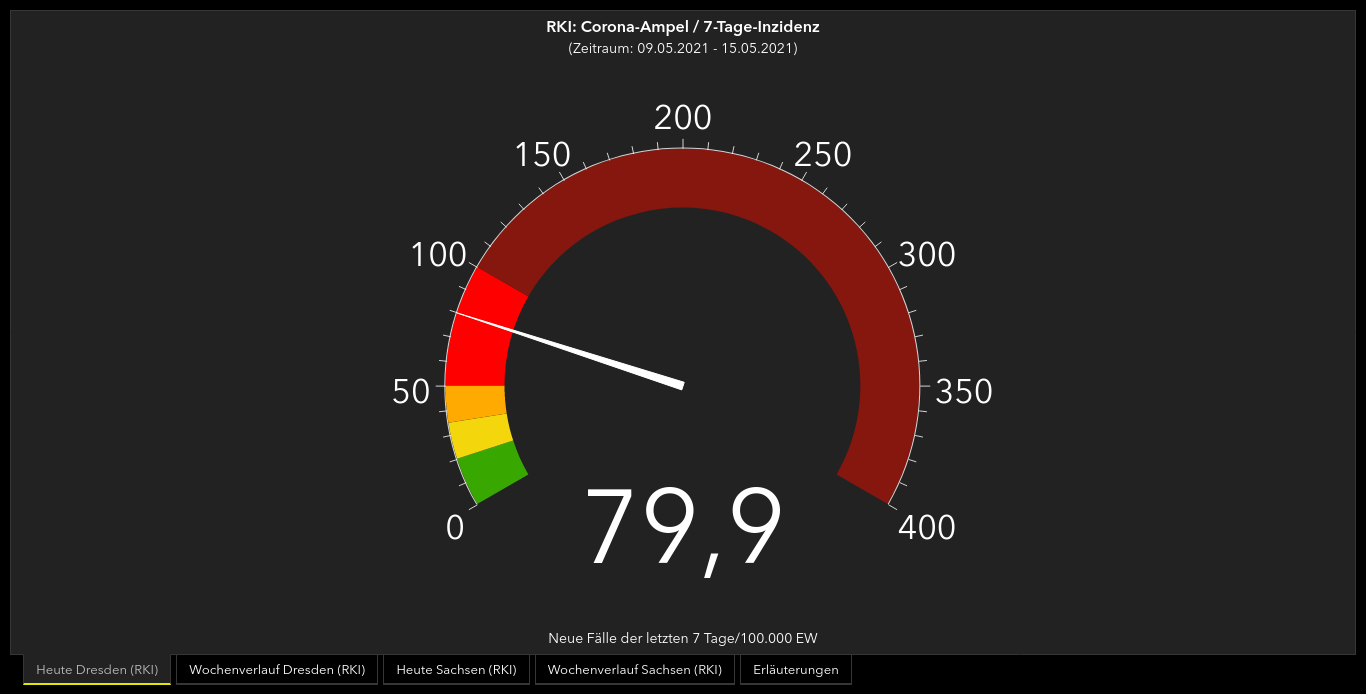 RKI: Corona-Ampel / 7-Tage-Inzidenz
(Zeitraum: 09.05.2021 - 15.05.2021)
200
150
250
100
300
50
350
0
400
79,9
Neue Fälle der letzten 7 Tage/100.000 EW
Heute Dresden (RKI)
Wochenverlauf Dresden (RKI)
Heute Sachsen (RKI)
Wochenverlauf Sachsen (RKI)
Erläuterungen